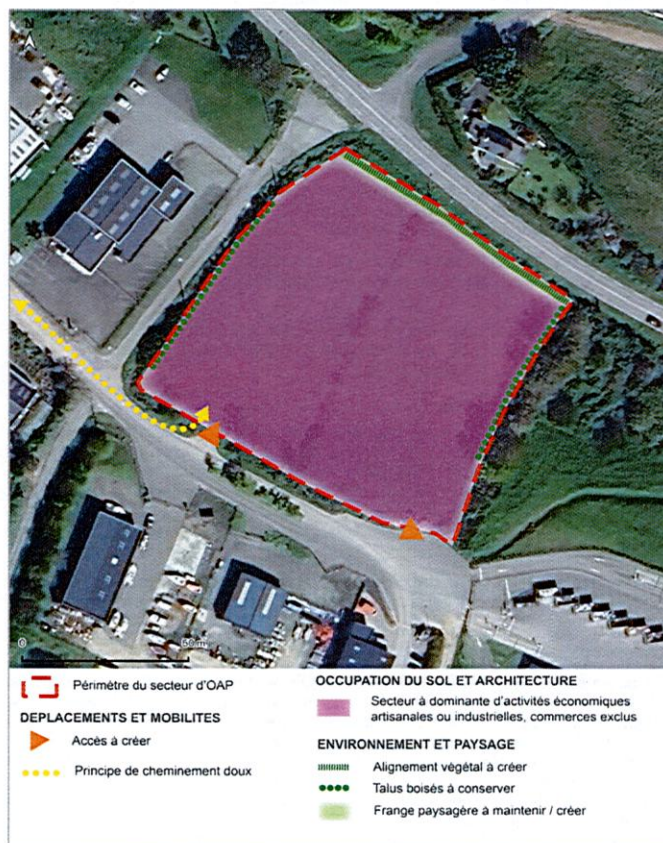 N
0
50 m
Périmètre du secteur d'OAP
DEPLACEMENTS ET MOBILITES
Accès à créer
Principe de cheminement doux
OCCUPATION DU SOL ET ARCHITECTURE
Secteur à dominante d'activités économiques
artisanales ou industrielles, commerces exclus
ENVIRONNEMENT ET PAYSAGE
Alignement végétal à créer
Talus boisés à conserver
Frange paysagère à maintenir / créer